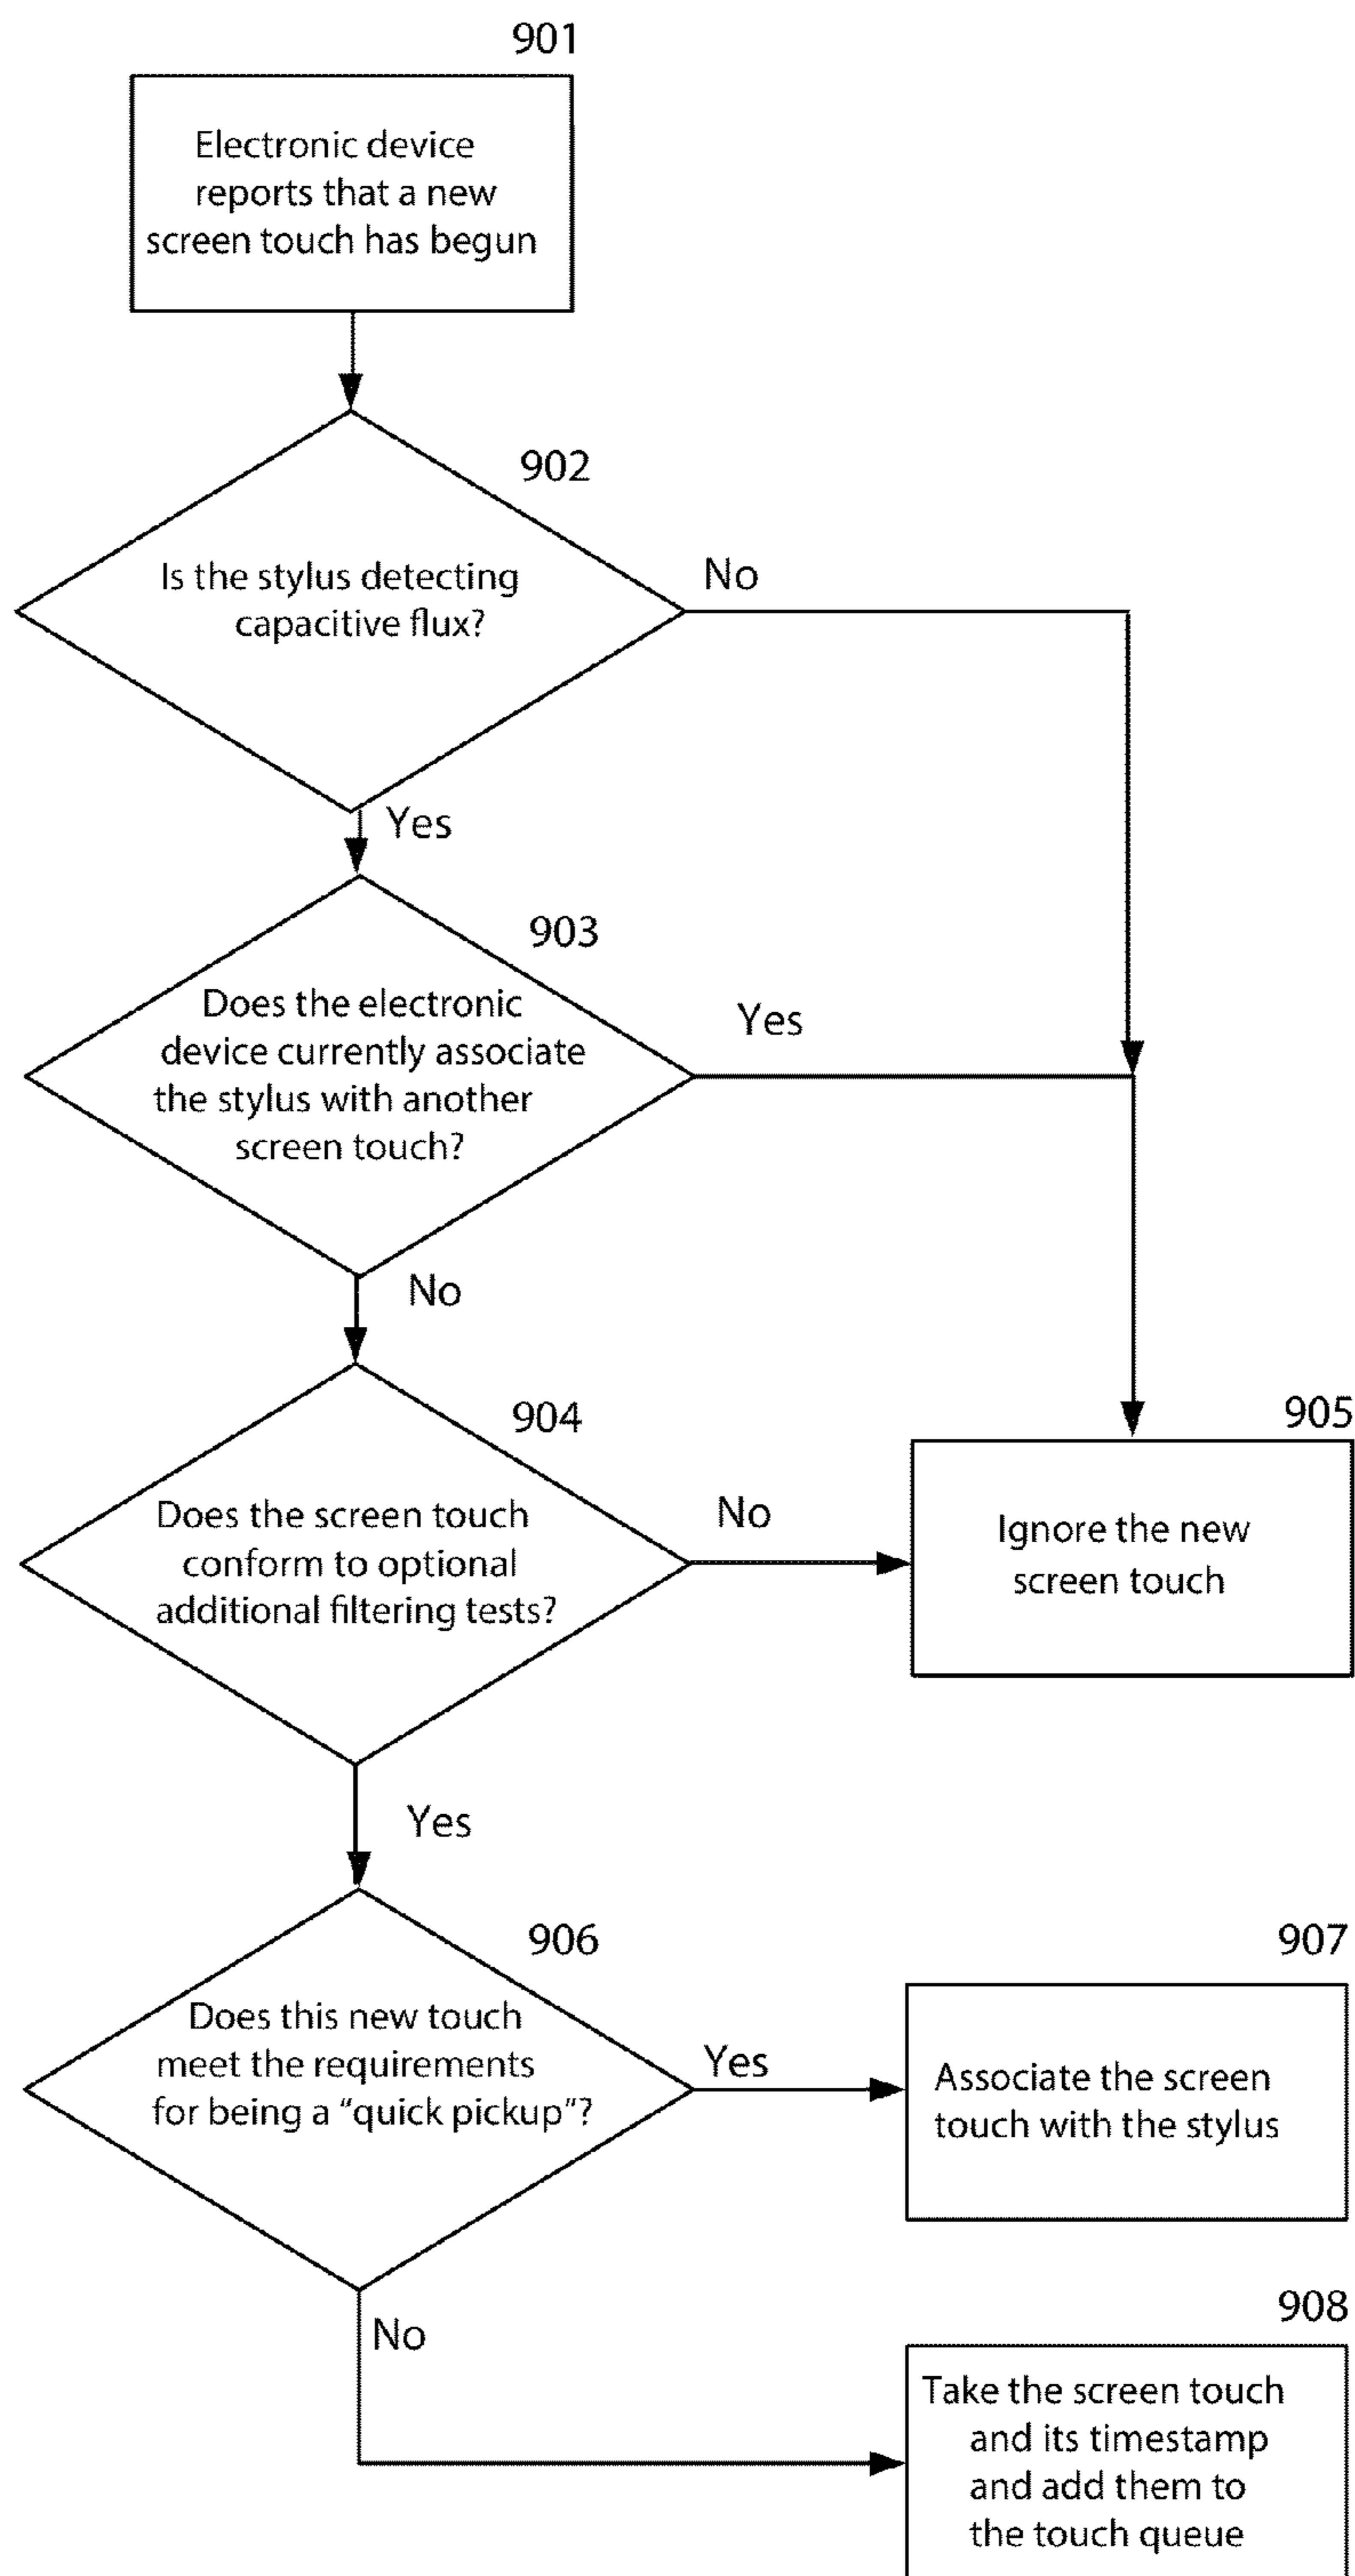 901
Electronic device
reports that a new
screen touch has begun
902
Is the stylus detecting
capacitive flux?
No
Yes
903
Does the electronic
device currently associate
the stylus with another
screen touch?
Yes
No
904
Does the screen touch
conform to optional
additional filtering tests?
No
905
Ignore the new
screen touch
Yes
906
Does this new touch
meet the requirements
for being a “quick pickup”?
Yes
907
Associate the screen
touch with the stylus
No
908
Take the screen touch
and its timestamp
and add them to
the touch queue